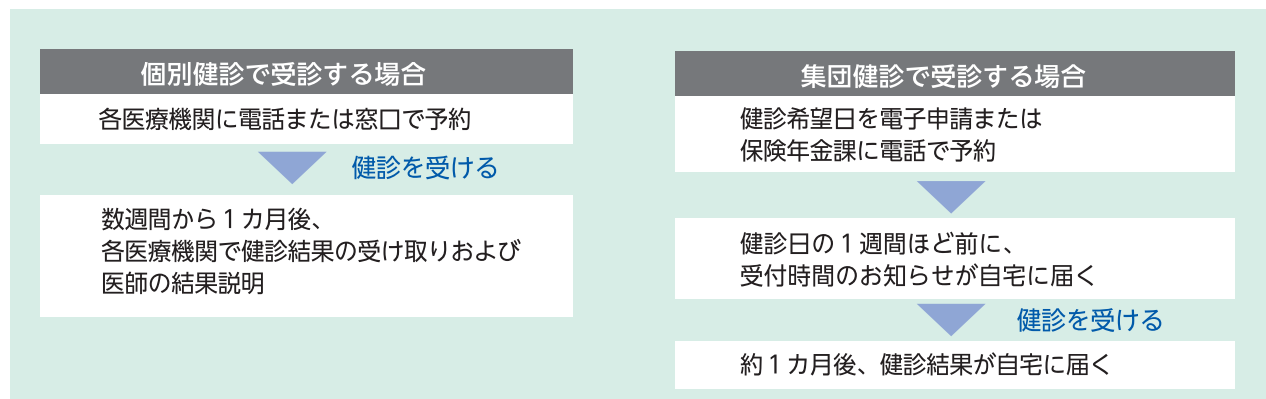 個別健診で受診する場合
各医療機関に電話または窓口で予約
健診を受ける
数週間から１カ月後、
各医療機関で健診結果の受け取りおよび
医師の結果説明
集団健診で受診する場合
健診希望日を電子申請または
保険年金課に電話で予約
健診日の１週間ほど前に、
受付時間のお知らせが自宅に届く
健診を受ける
約１カ月後、健診結果が自宅に届く